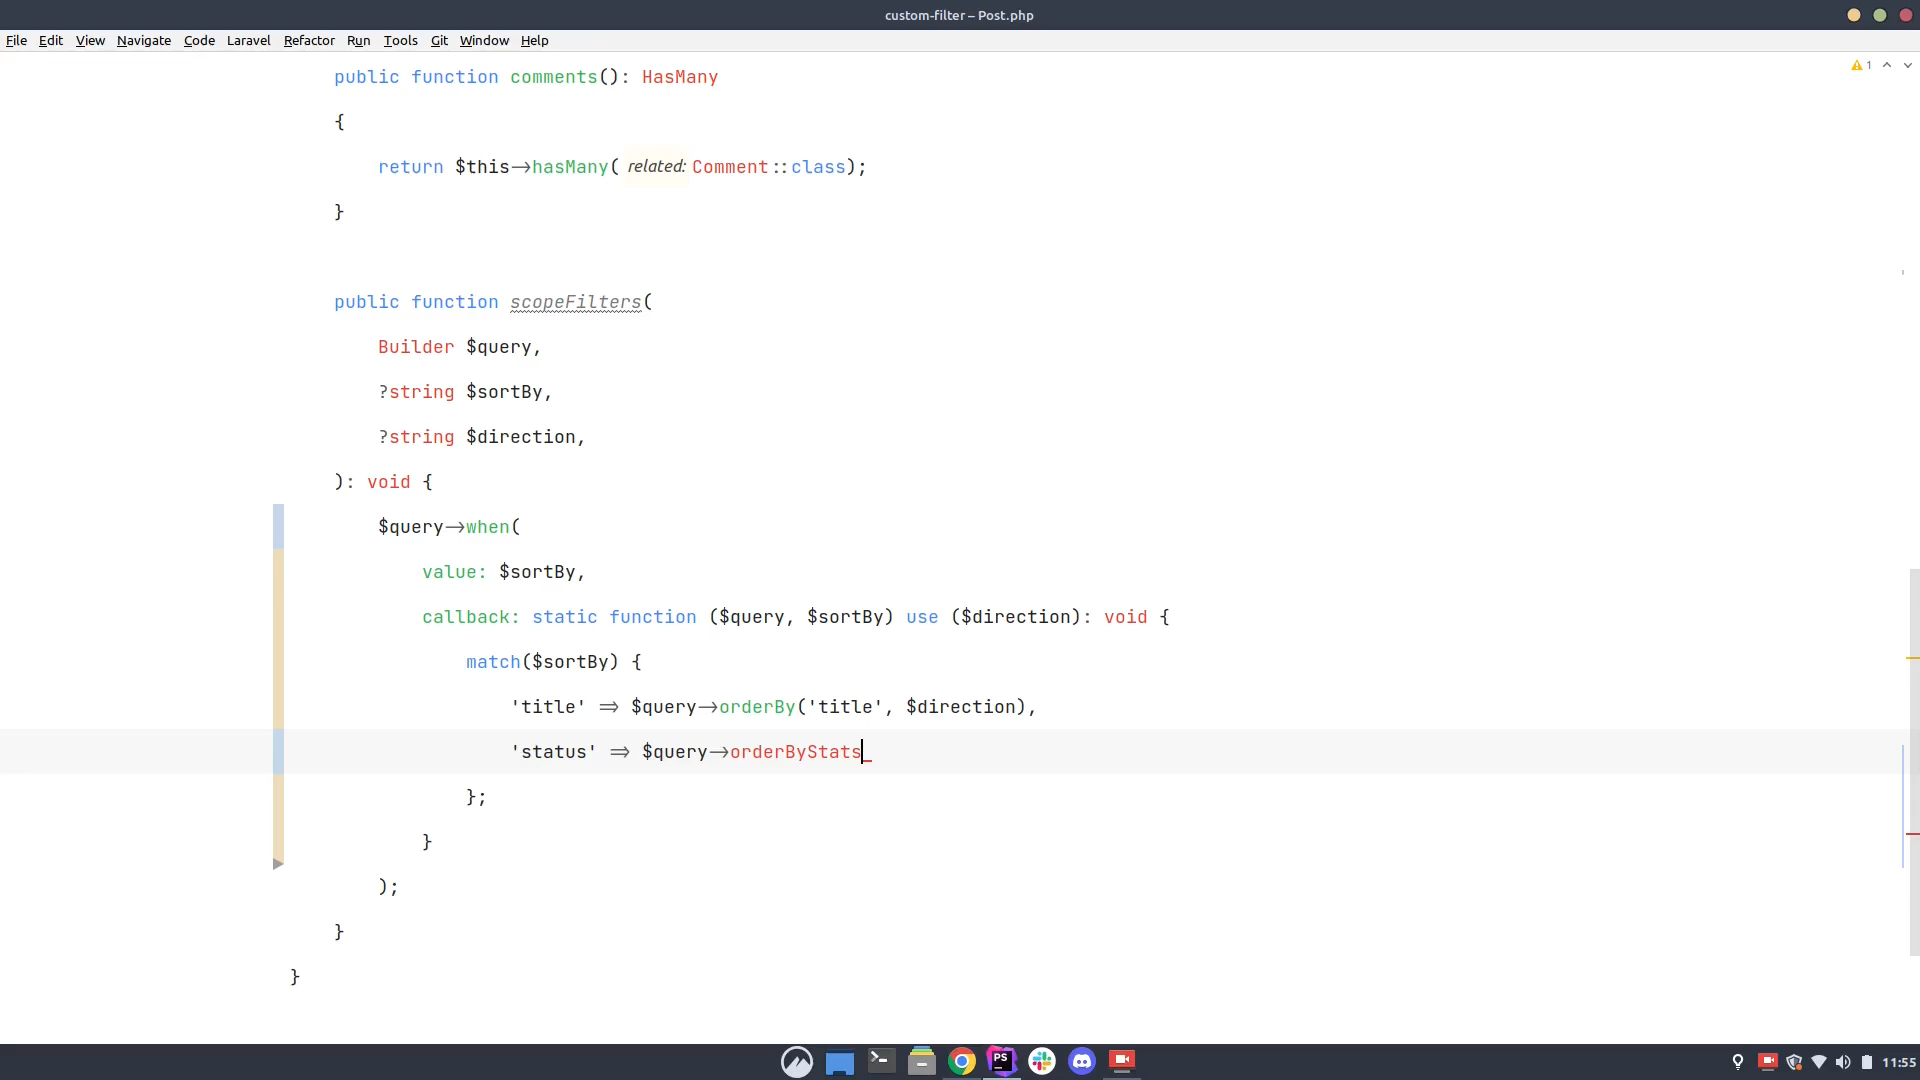 custom-filter – Post.php
File Edit View Navigate Code Laravel Refactor Run Tools Git Window Help
1
public function comments(): HasMany
{
return $this->hasMany( related: Comment::class);
}
public function scopeFilters(
Builder $query,
?string $sortBy,
?string $direction,
): void {
$query->when(
value: $sortBy,
callback: static function ($query, $sortBy) use ($direction): void {
match($sortBy) {
'title' => $query->orderBy('title', $direction),
'status' => $query->orderByStats
};
}
);
}
}
PS
11:55